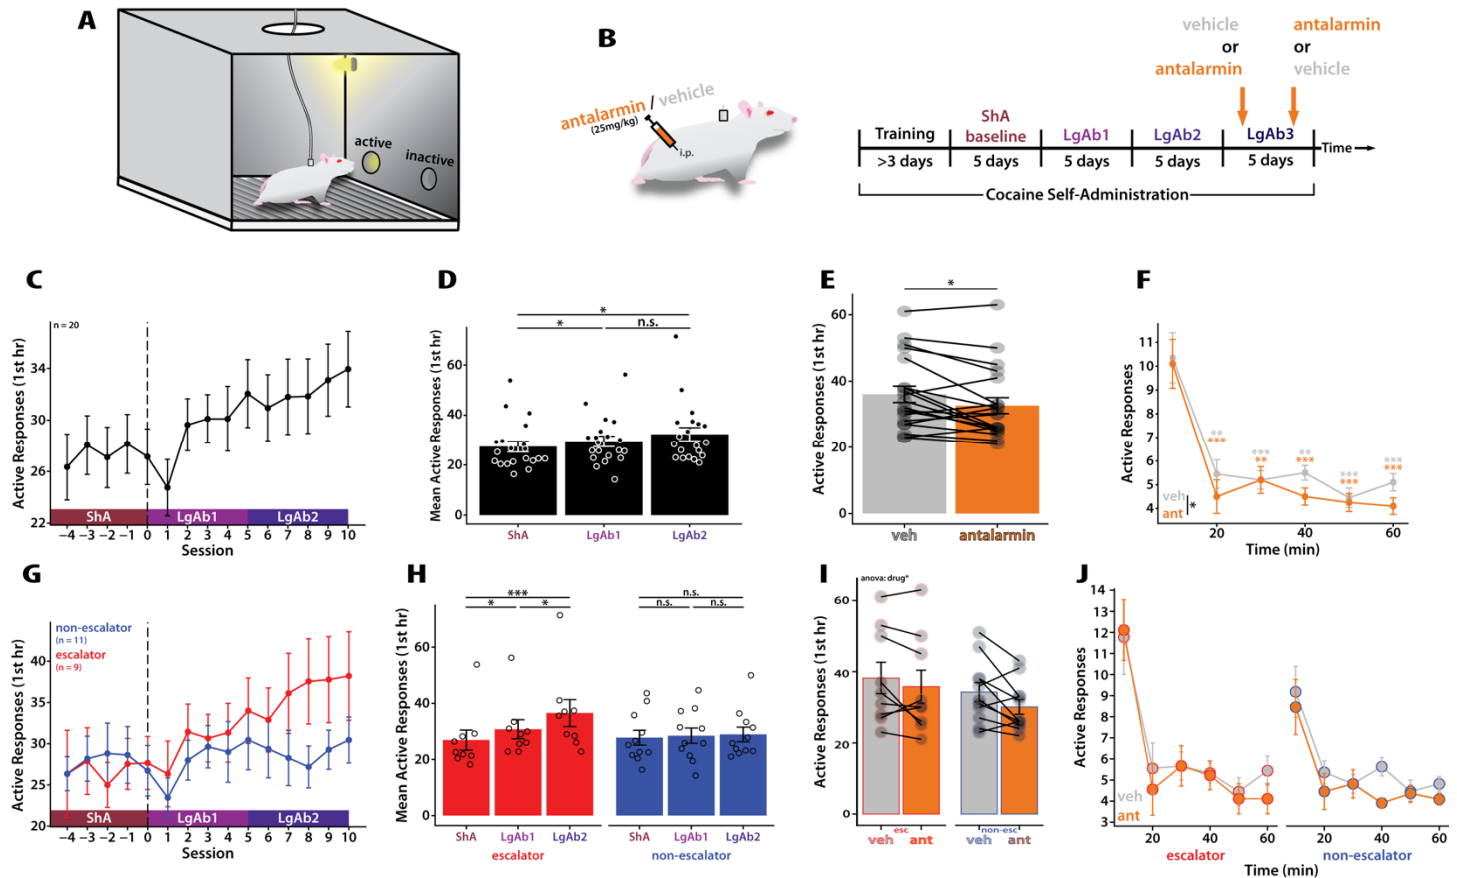 A
active
inactive
B
antalarmin / vehicle
(25mg/kg)
i.p.
vehicle
or
antalarmin
antalarmin
or
vehicle
Training
ShA
baseline
LgAb1
LgAb2
LgAb3
Time
>3 days
5 days
5 days
5 days
5 days
Cocaine Self-Administration
C
n = 20
Active Responses (1st hr)
34
30
26
22
ShA
LgAb1
LgAb2
−4 −3 −2 −1 0 1 2 3 4 5 6 7 8 9 10
Session
D
*
*
n.s.
Mean Active Responses (1st hr)
60
40
20
0
ShA
LgAb1
LgAb2
E
*
Active Responses (1st hr)
60
40
20
0
veh
antalarmin
F
Active Responses
11
10
9
8
7
6
5
4
**
***
***
**
**
***
***
***
***
***
veh
ant
*
20
40
60
Time (min)
G
non-escalator
(n = 11)
escalator
(n = 9)
Active Responses (1st hr)
40
35
30
25
20
ShA
LgAb1
LgAb2
−4 −3 −2 −1 0 1 2 3 4 5 6 7 8 9 10
Session
H
***
*
*
n.s.
n.s.
n.s.
Mean Active Responses (1st hr)
60
40
20
0
ShA
LgAb1
LgAb2
ShA
LgAb1
LgAb2
escalator
non-escalator
I
anova: drug*
Active Responses (1st hr)
60
40
20
0
esc
non-esc
veh
ant
veh
ant
J
Active Responses
14
13
12
11
10
9
8
7
6
5
4
3
veh
ant
20
40
60
20
40
60
escalator
non-escalator
Time (min)